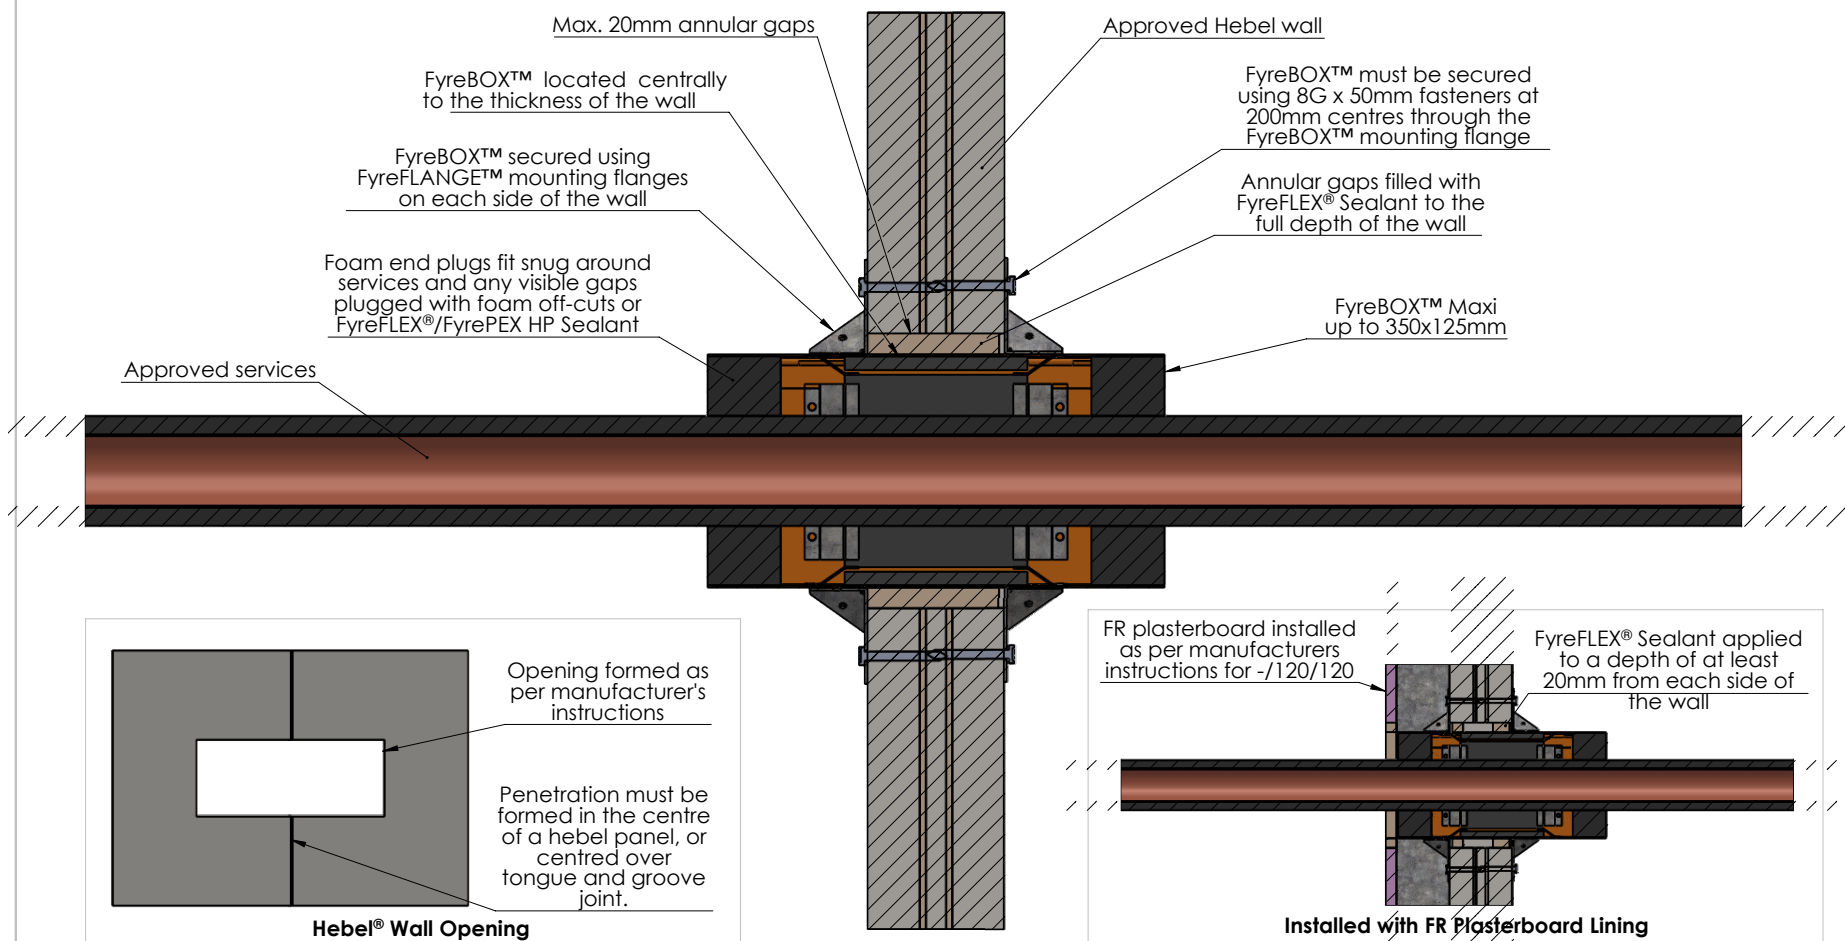 Max. 20mm annular gaps
FyreBOX™ located centrally
to the thickness of the wall
FyreBOX™ secured using
FyreFLANGE™ mounting flanges
on each side of the wall
Foam end plugs fit snug around
services and any visible gaps
plugged with foam off-cuts or
FyreFLEX®/FyrePEX HP Sealant
Approved services
Approved Hebel wall
FyreBOX™ must be secured
using 8G x 50mm fasteners at
200mm centres through the
FyreBOX™ mounting flange
Annular gaps filled with
FyreFLEX® Sealant to the
full depth of the wall
FyreBOX™ Maxi
up to 350x125mm
Opening formed as
per manufacturer's
instructions
Penetration must be
formed in the centre
of a hebel panel, or
centred over
tongue and groove
joint.
Hebel® Wall Opening
FR plasterboard installed
as per manufacturers
instructions for -/120/120
FyreFLEX® Sealant applied
to a depth of at least
20mm from each side of
the wall
Installed with FR Plasterboard Lining